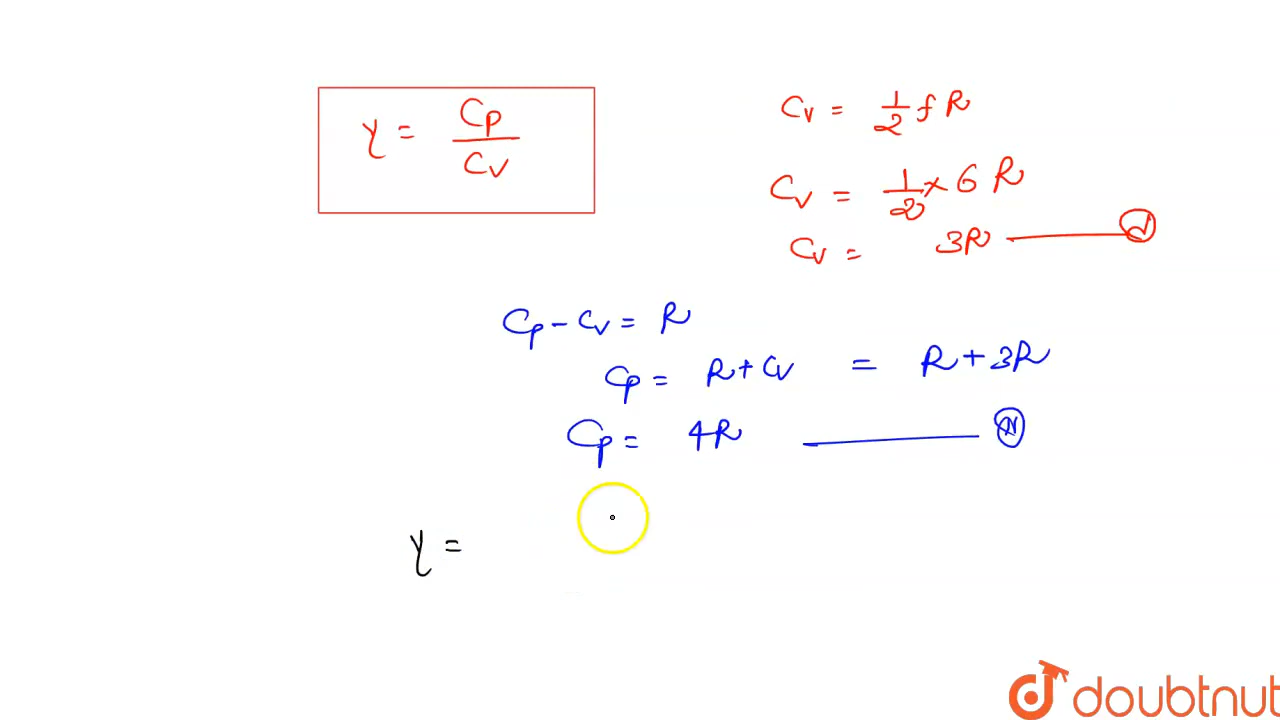 γ = Cp/Cv
Cv = 1/2 f R
Cv = 1/2 × 6 R
Cv = 3R
Cp - Cv = R
Cp = R + Cv = R + 3R
Cp = 4R
γ =
doubtnut